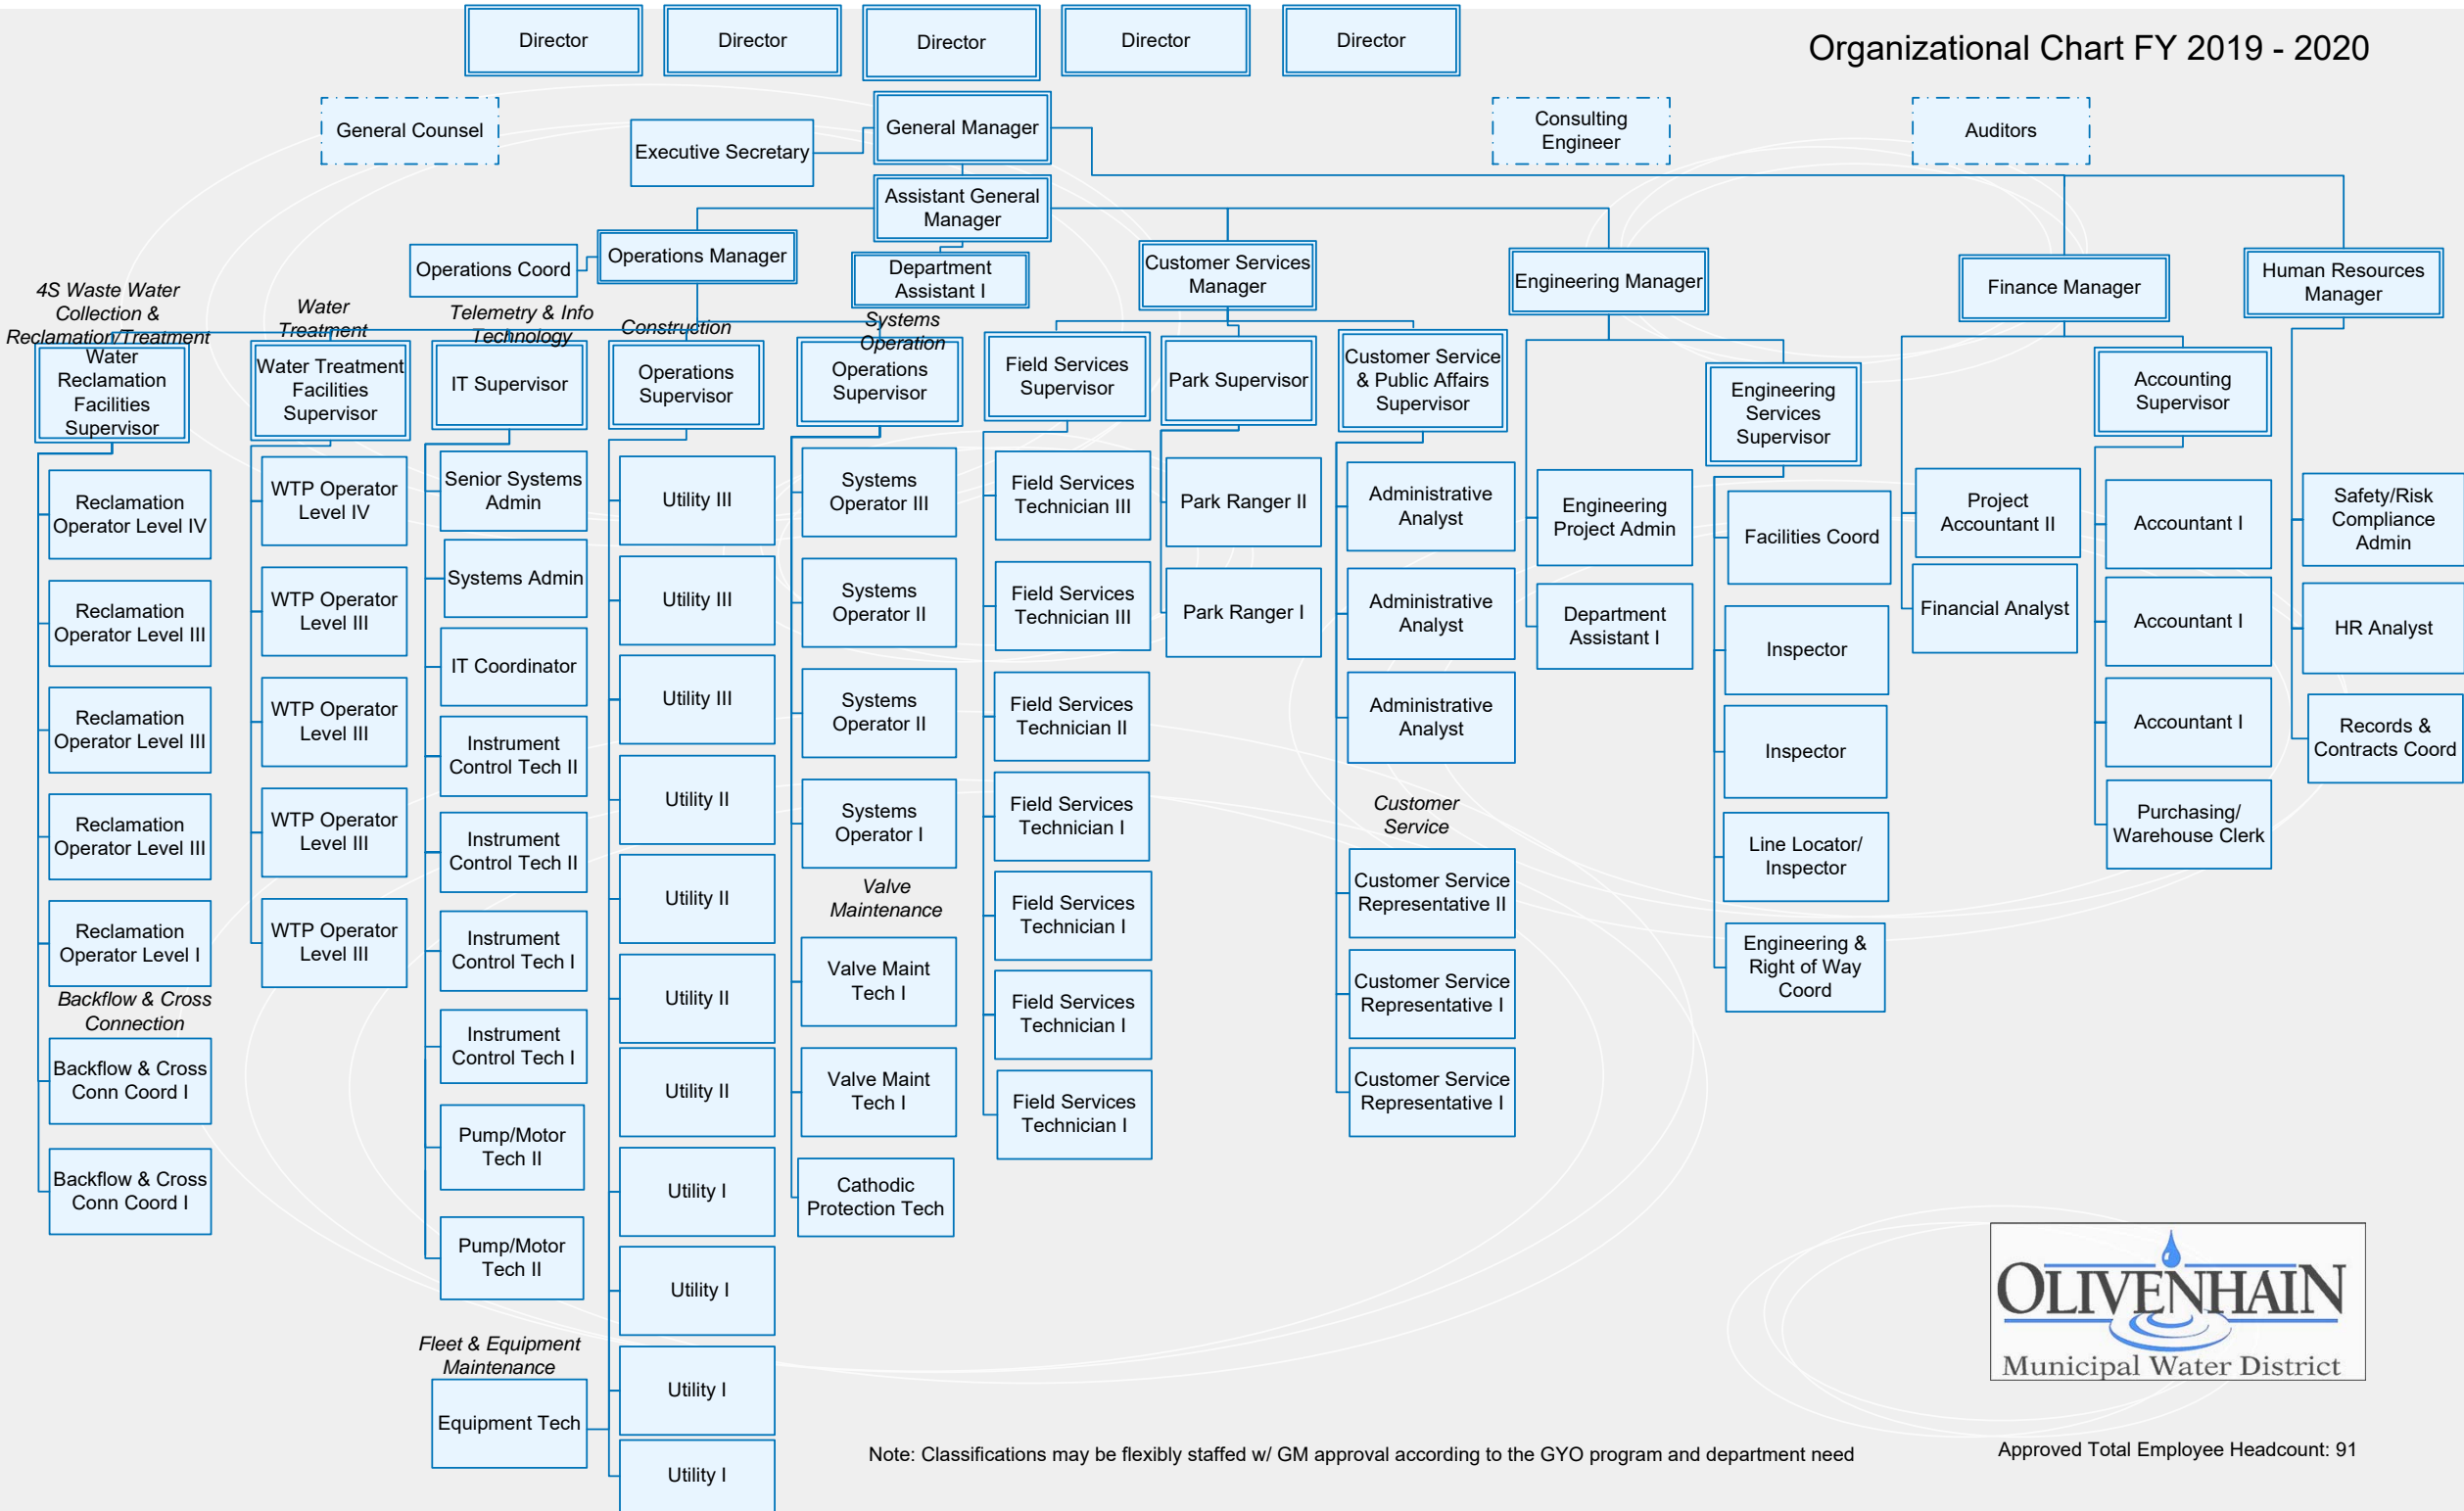 Director
Director
Director
Director
Director
Organizational Chart FY 2019 - 2020
General Counsel
Executive Secretary
General Manager
Consulting
Engineer
Auditors
Assistant General
Manager
Operations Coord
Operations Manager
Department
Assistant I
Customer Services
Manager
Engineering Manager
Finance Manager
Human Resources
Manager
4S Waste Water
Collection &
Reclamation/Treatment
Water
Treatment
Telemetry & Info
Technology
Construction
Systems
Operation
Water
Reclamation
Facilities
Supervisor
Reclamation
Operator Level IV
Reclamation
Operator Level III
Reclamation
Operator Level III
Reclamation
Operator Level III
Reclamation
Operator Level I
Backflow & Cross
Connection
Backflow & Cross
Conn Coord I
Backflow & Cross
Conn Coord I
Water Treatment
Facilities
Supervisor
WTP Operator
Level IV
WTP Operator
Level III
WTP Operator
Level III
WTP Operator
Level III
WTP Operator
Level III
IT Supervisor
Senior Systems
Admin
Systems Admin
IT Coordinator
Instrument
Control Tech II
Instrument
Control Tech II
Instrument
Control Tech I
Instrument
Control Tech I
Pump/Motor
Tech II
Pump/Motor
Tech II
Fleet & Equipment
Maintenance
Equipment Tech
Operations
Supervisor
Utility III
Utility III
Utility III
Utility II
Utility II
Utility II
Utility II
Utility I
Utility I
Utility I
Utility I
Operations
Supervisor
Systems
Operator III
Systems
Operator II
Systems
Operator II
Systems
Operator I
Valve
Maintenance
Valve Maint
Tech I
Valve Maint
Tech I
Cathodic
Protection Tech
Field Services
Supervisor
Field Services
Technician III
Field Services
Technician III
Field Services
Technician II
Field Services
Technician I
Field Services
Technician I
Field Services
Technician I
Field Services
Technician I
Park Supervisor
Park Ranger II
Park Ranger I
Customer Service
& Public Affairs
Supervisor
Administrative
Analyst
Administrative
Analyst
Administrative
Analyst
Customer
Service
Customer Service
Representative II
Customer Service
Representative I
Customer Service
Representative I
Engineering
Project Admin
Department
Assistant I
Engineering
Services
Supervisor
Facilities Coord
Inspector
Inspector
Line Locator/
Inspector
Engineering &
Right of Way
Coord
Project
Accountant II
Financial Analyst
Accounting
Supervisor
Accountant I
Accountant I
Accountant I
Purchasing/
Warehouse Clerk
Safety/Risk
Compliance
Admin
HR Analyst
Records &
Contracts Coord
OLIVENHAIN
Municipal Water District
Note: Classifications may be flexibly staffed w/ GM approval according to the GYO program and department need
Approved Total Employee Headcount: 91